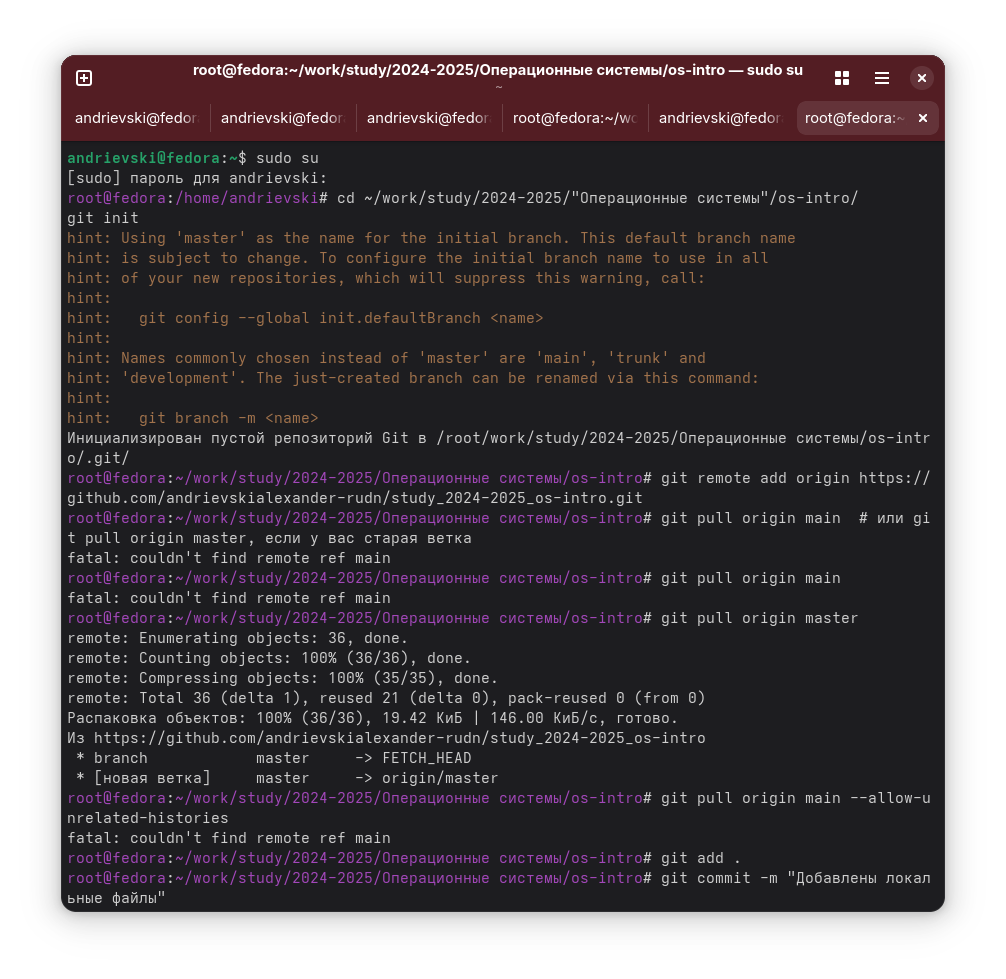 root@fedora:~/work/study/2024-2025/Операционные системы/os-intro — sudo su
~
andrievski@fedor
andrievski@fedor
andrievski@fedor
root@fedora:~/wo
andrievski@fedor
root@fedora:~
andrievski@fedora:~$ sudo su
[sudo] пароль для andrievski:
root@fedora:/home/andrievski# cd ~/work/study/2024-2025/"Операционные системы"/os-intro/
git init
hint: Using 'master' as the name for the initial branch. This default branch name
hint: is subject to change. To configure the initial branch name to use in all
hint: of your new repositories, which will suppress this warning, call:
hint:
hint:   git config --global init.defaultBranch <name>
hint:
hint: Names commonly chosen instead of 'master' are 'main', 'trunk' and
hint: 'development'. The just-created branch can be renamed via this command:
hint:
hint:   git branch -m <name>
Инициализирован пустой репозиторий Git в /root/work/study/2024-2025/Операционные системы/os-intr
o/.git/
root@fedora:~/work/study/2024-2025/Операционные системы/os-intro# git remote add origin https://
github.com/andrievskialexander-rudn/study_2024-2025_os-intro.git
root@fedora:~/work/study/2024-2025/Операционные системы/os-intro# git pull origin main  # или gi
t pull origin master, если у вас старая ветка
fatal: couldn't find remote ref main
root@fedora:~/work/study/2024-2025/Операционные системы/os-intro# git pull origin main
fatal: couldn't find remote ref main
root@fedora:~/work/study/2024-2025/Операционные системы/os-intro# git pull origin master
remote: Enumerating objects: 36, done.
remote: Counting objects: 100% (36/36), done.
remote: Compressing objects: 100% (35/35), done.
remote: Total 36 (delta 1), reused 21 (delta 0), pack-reused 0 (from 0)
Распаковка объектов: 100% (36/36), 19.42 КиБ | 146.00 КиБ/с, готово.
Из https://github.com/andrievskialexander-rudn/study_2024-2025_os-intro
 * branch            master     -> FETCH_HEAD
 * [новая ветка]     master     -> origin/master
root@fedora:~/work/study/2024-2025/Операционные системы/os-intro# git pull origin main --allow-u
nrelated-histories
fatal: couldn't find remote ref main
root@fedora:~/work/study/2024-2025/Операционные системы/os-intro# git add .
root@fedora:~/work/study/2024-2025/Операционные системы/os-intro# git commit -m "Добавлены локал
ьные файлы"